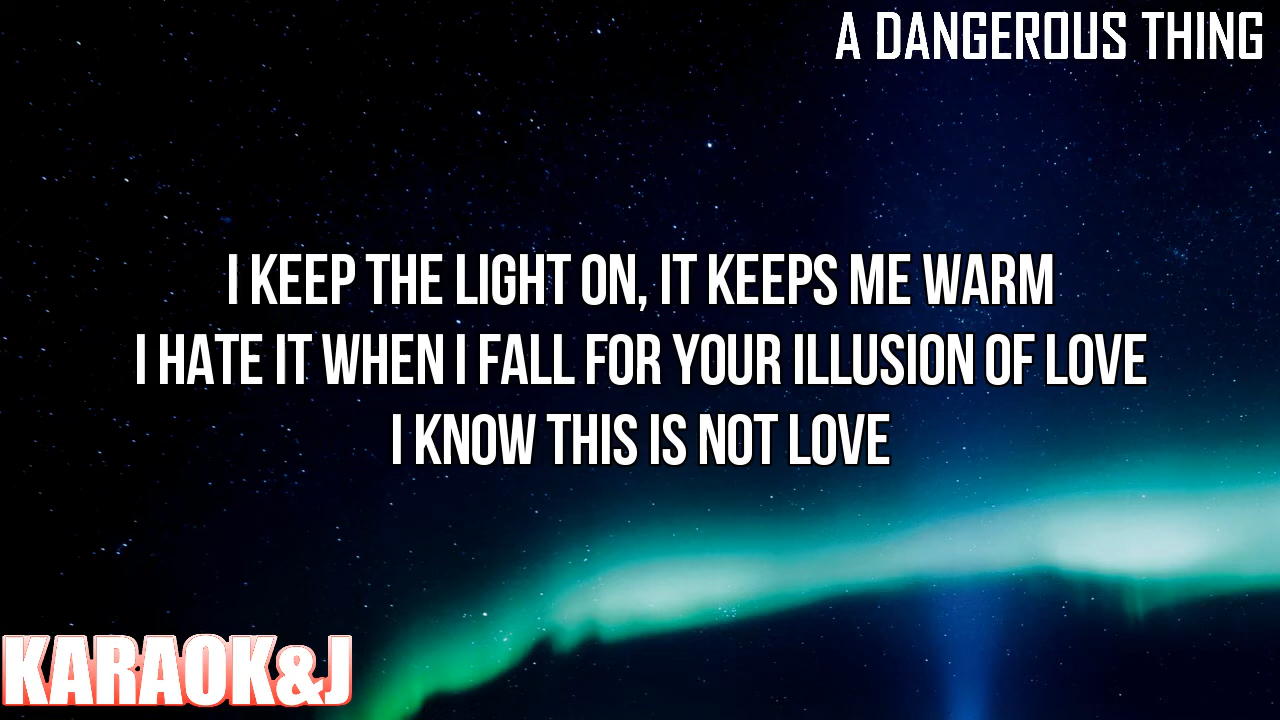 A DANGEROUS THING
I KEEP THE LIGHT ON, IT KEEPS ME WARM
I HATE IT WHEN I FALL FOR YOUR ILLUSION OF LOVE
I KNOW THIS IS NOT LOVE
KARAOK&J